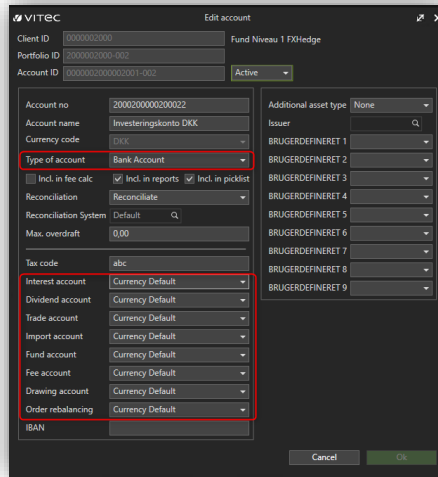 VITEC Edit account
Client ID 0000002000 Fund Niveau 1 FXHedge
Portfolio ID 2000002000-002
Account ID 0000002000002001-002 Active
Account no 2000200000200022
Account name Investeringskonto DKK
Currency code DKK
Type of account Bank Account
Incl. in fee calc Incl. in reports Incl. in picklist
Reconciliation Reconciliate
Reconciliation System Default
Max. overdraft 0,00
Tax code abc
Interest account Currency Default
Dividend account Currency Default
Trade account Currency Default
Import account Currency Default
Fund account Currency Default
Fee account Currency Default
Drawing account Currency Default
Order rebalancing Currency Default
IBAN
Additional asset type None
Issuer
BRUGERDEFINERET 1
BRUGERDEFINERET 2
BRUGERDEFINERET 3
BRUGERDEFINERET 4
BRUGERDEFINERET 5
BRUGERDEFINERET 6
BRUGERDEFINERET 7
BRUGERDEFINERET 8
BRUGERDEFINERET 9
Cancel Ok